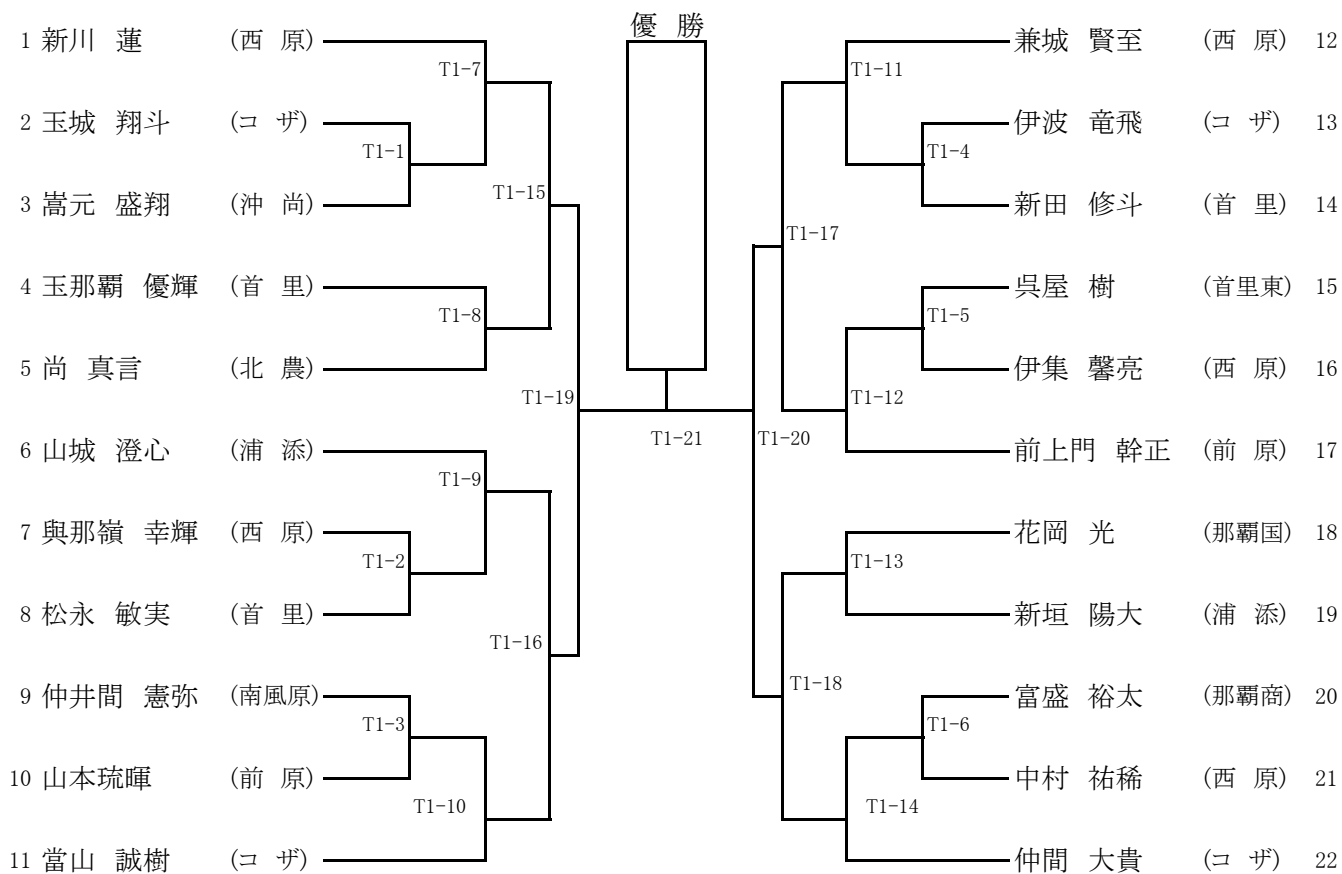 優 勝
1 新川 蓮 (西 原)
T1-7
2 玉城 翔斗 (コ ザ)
T1-1
3 嵩元 盛翔 (沖 尚)
T1-15
4 玉那覇 優輝 (首 里)
T1-8
5 尚 真言 (北 農)
T1-19
6 山城 澄心 (浦 添)
T1-9
7 與那嶺 幸輝 (西 原)
T1-2
8 松永 敏実 (首 里)
T1-16
9 仲井間 憲弥 (南風原)
T1-3
10 山本琉暉 (前 原)
T1-10
11 當山 誠樹 (コ ザ)
T1-21
兼城 賢至 (西 原) 12
T1-11
伊波 竜飛 (コ ザ) 13
T1-4
新田 修斗 (首 里) 14
T1-17
呉屋 樹 (首里東) 15
T1-5
伊集 馨亮 (西 原) 16
T1-12
T1-20
前上門 幹正 (前 原) 17
花岡 光 (那覇国) 18
T1-13
新垣 陽大 (浦 添) 19
T1-18
富盛 裕太 (那覇商) 20
T1-6
中村 祐稀 (西 原) 21
T1-14
仲間 大貴 (コ ザ) 22